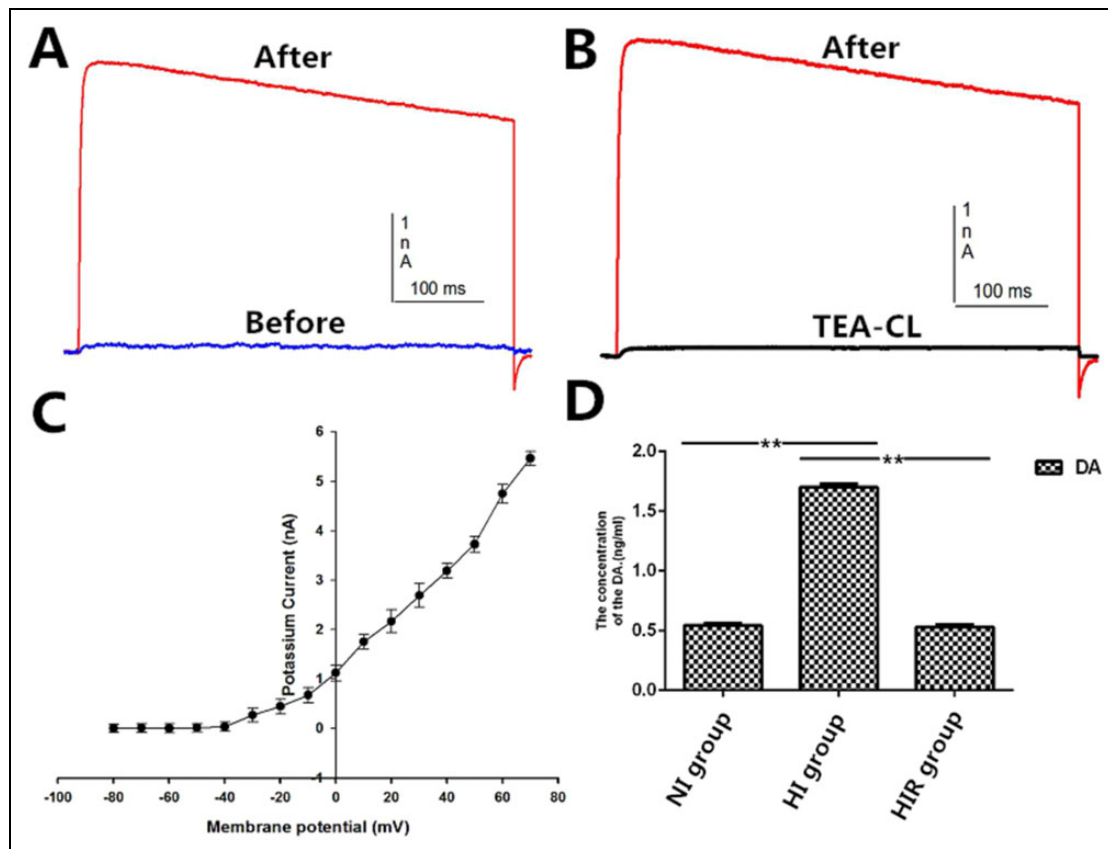 A
After
1
n
A
100 ms
Before
B
After
1
n
A
100 ms
TEA-CL
C
Potassium Current (nA)
6
5
4
3
2
1
0
-1
-100 -80 -60 -40 -20 0 20 40 60 80
Membrane potential (mV)
D
The concentration
of the DA.(ng/ml)
2.0
1.5
1.0
0.5
0.0
**
**
DA
NI group
HI group
HIR group